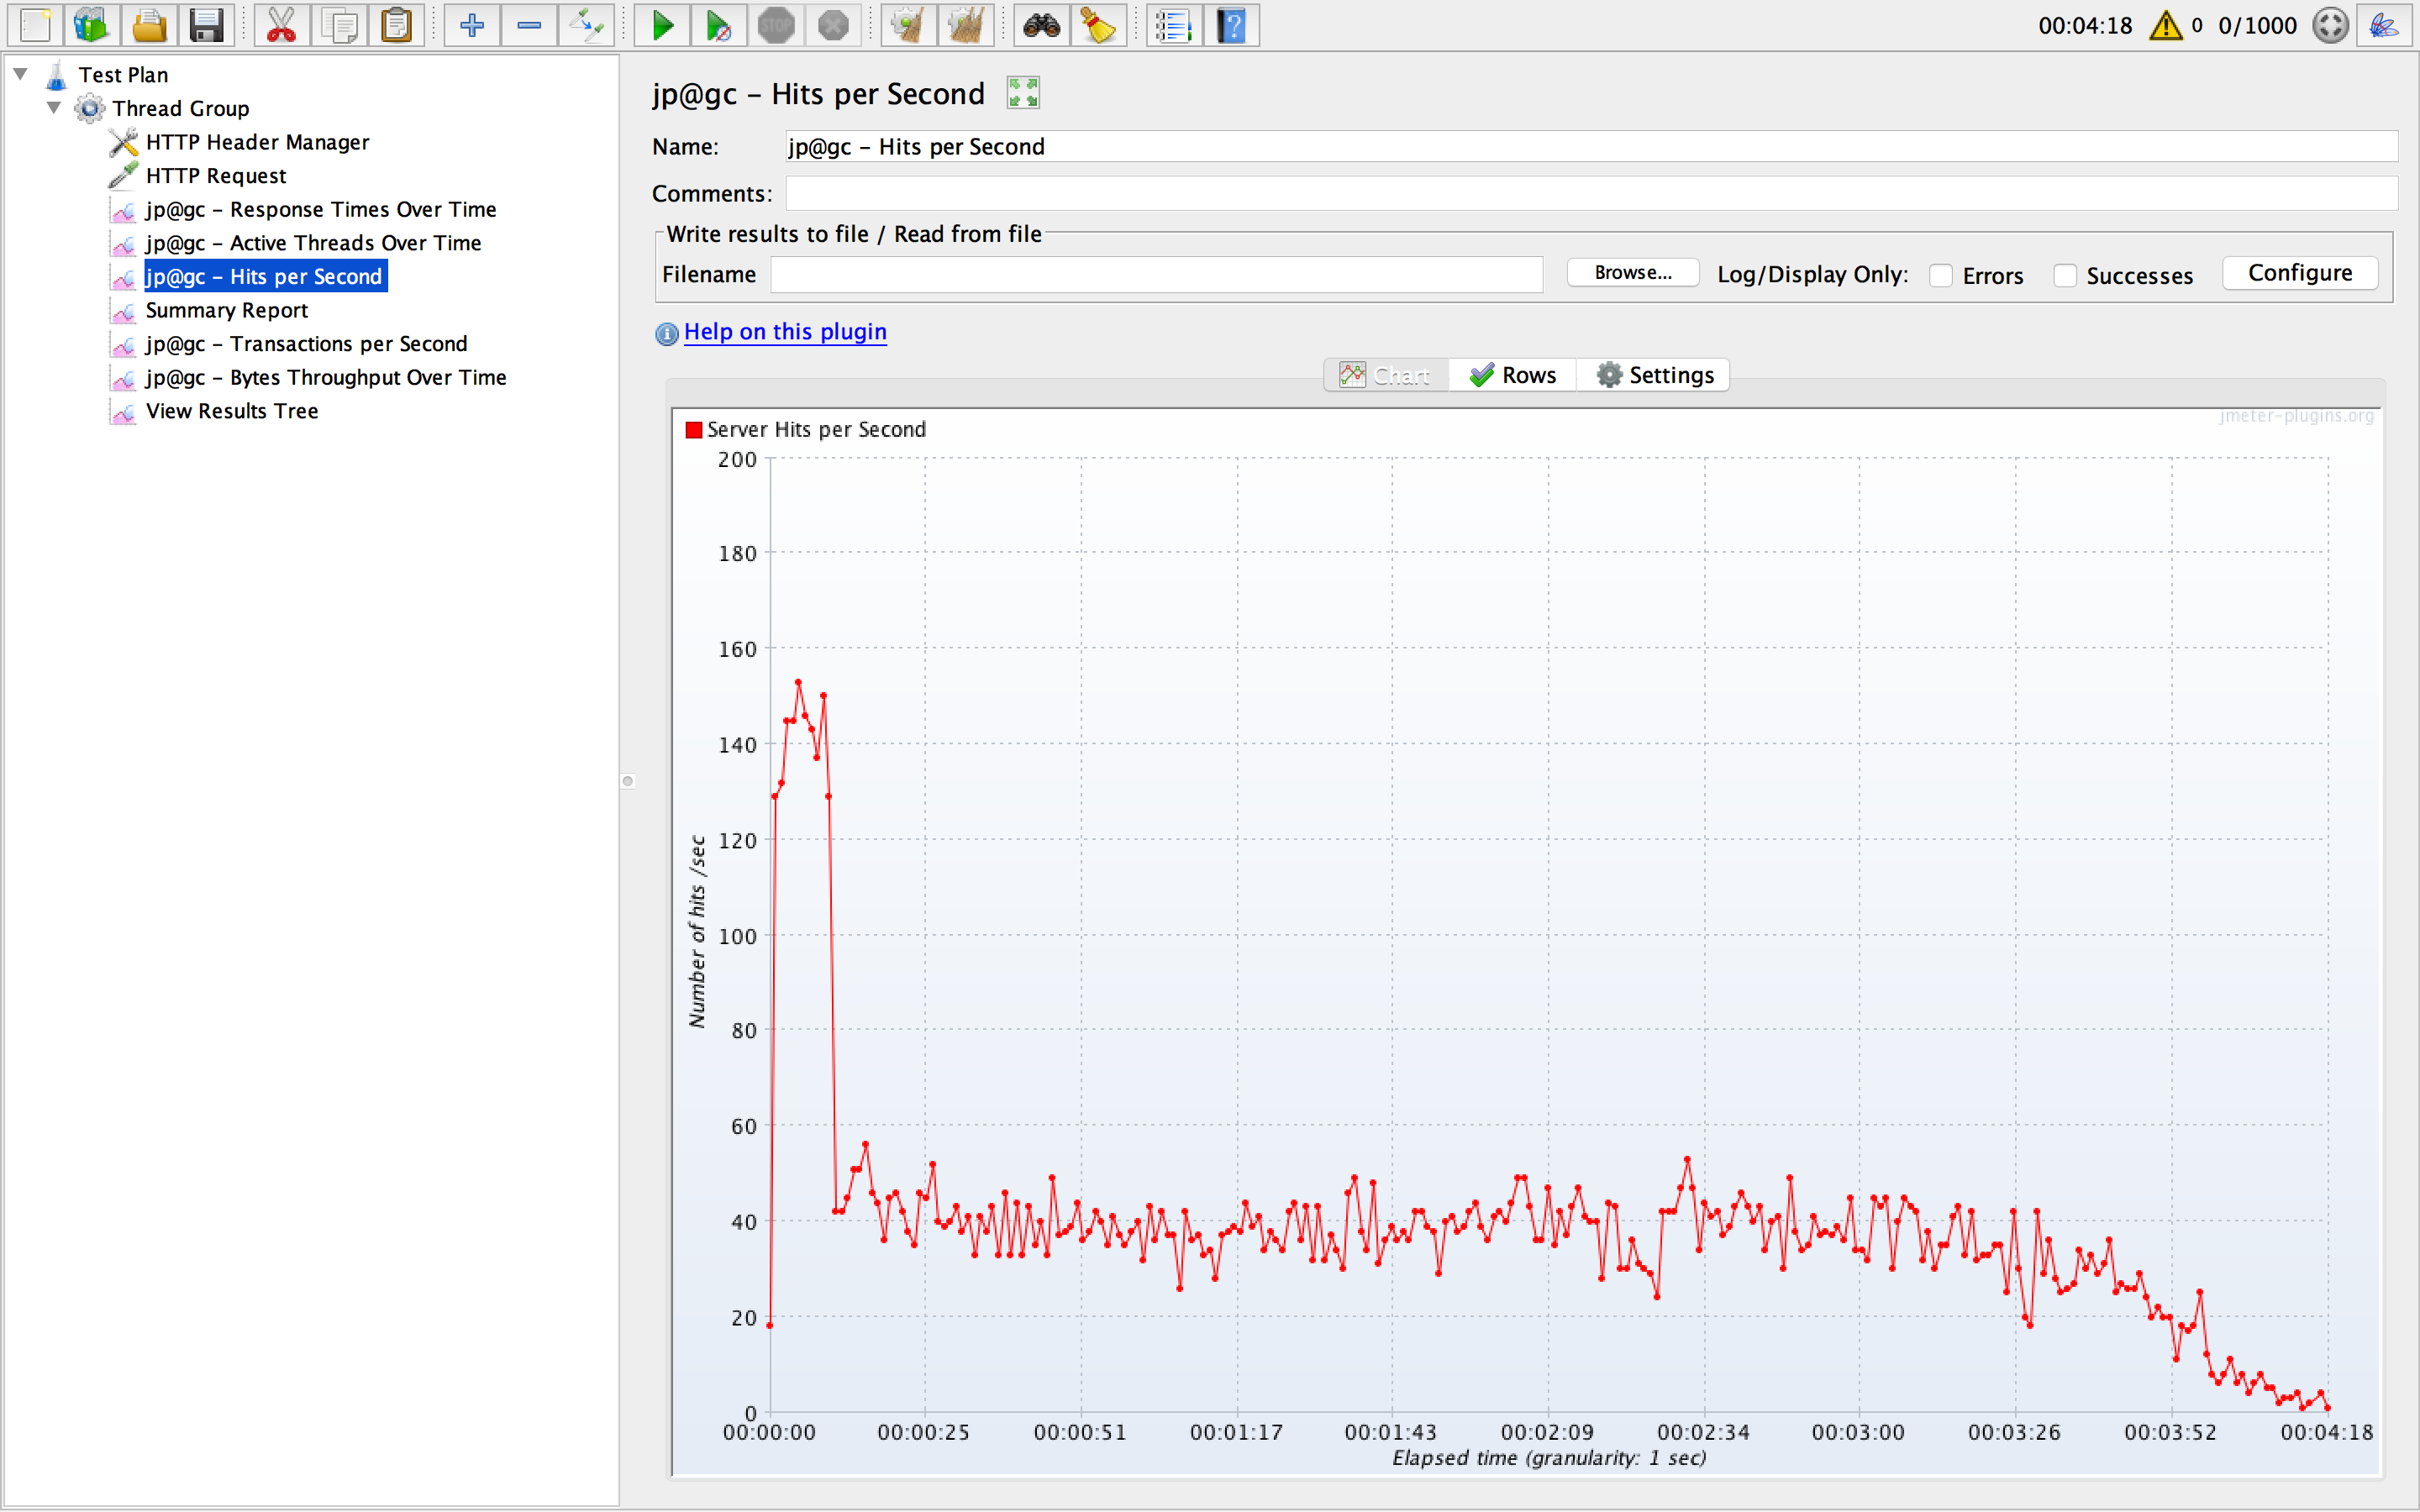 STOP
00:04:18 0 0/1000
Test Plan
Thread Group
HTTP Header Manager
HTTP Request
jp@gc - Response Times Over Time
jp@gc - Active Threads Over Time
jp@gc - Hits per Second
Summary Report
jp@gc - Transactions per Second
jp@gc - Bytes Throughput Over Time
View Results Tree
jp@gc - Hits per Second
Name: jp@gc - Hits per Second
Comments:
Write results to file / Read from file
Filename Browse... Log/Display Only: Errors Successes Configure
Help on this plugin
Chart Rows Settings
jmeter-plugins.org
Server Hits per Second
200
180
160
140
120
100
80
60
40
20
0
Number of hits /sec
00:00:00 00:00:25 00:00:51 00:01:17 00:01:43 00:02:09 00:02:34 00:03:00 00:03:26 00:03:52 00:04:18
Elapsed time (granularity: 1 sec)